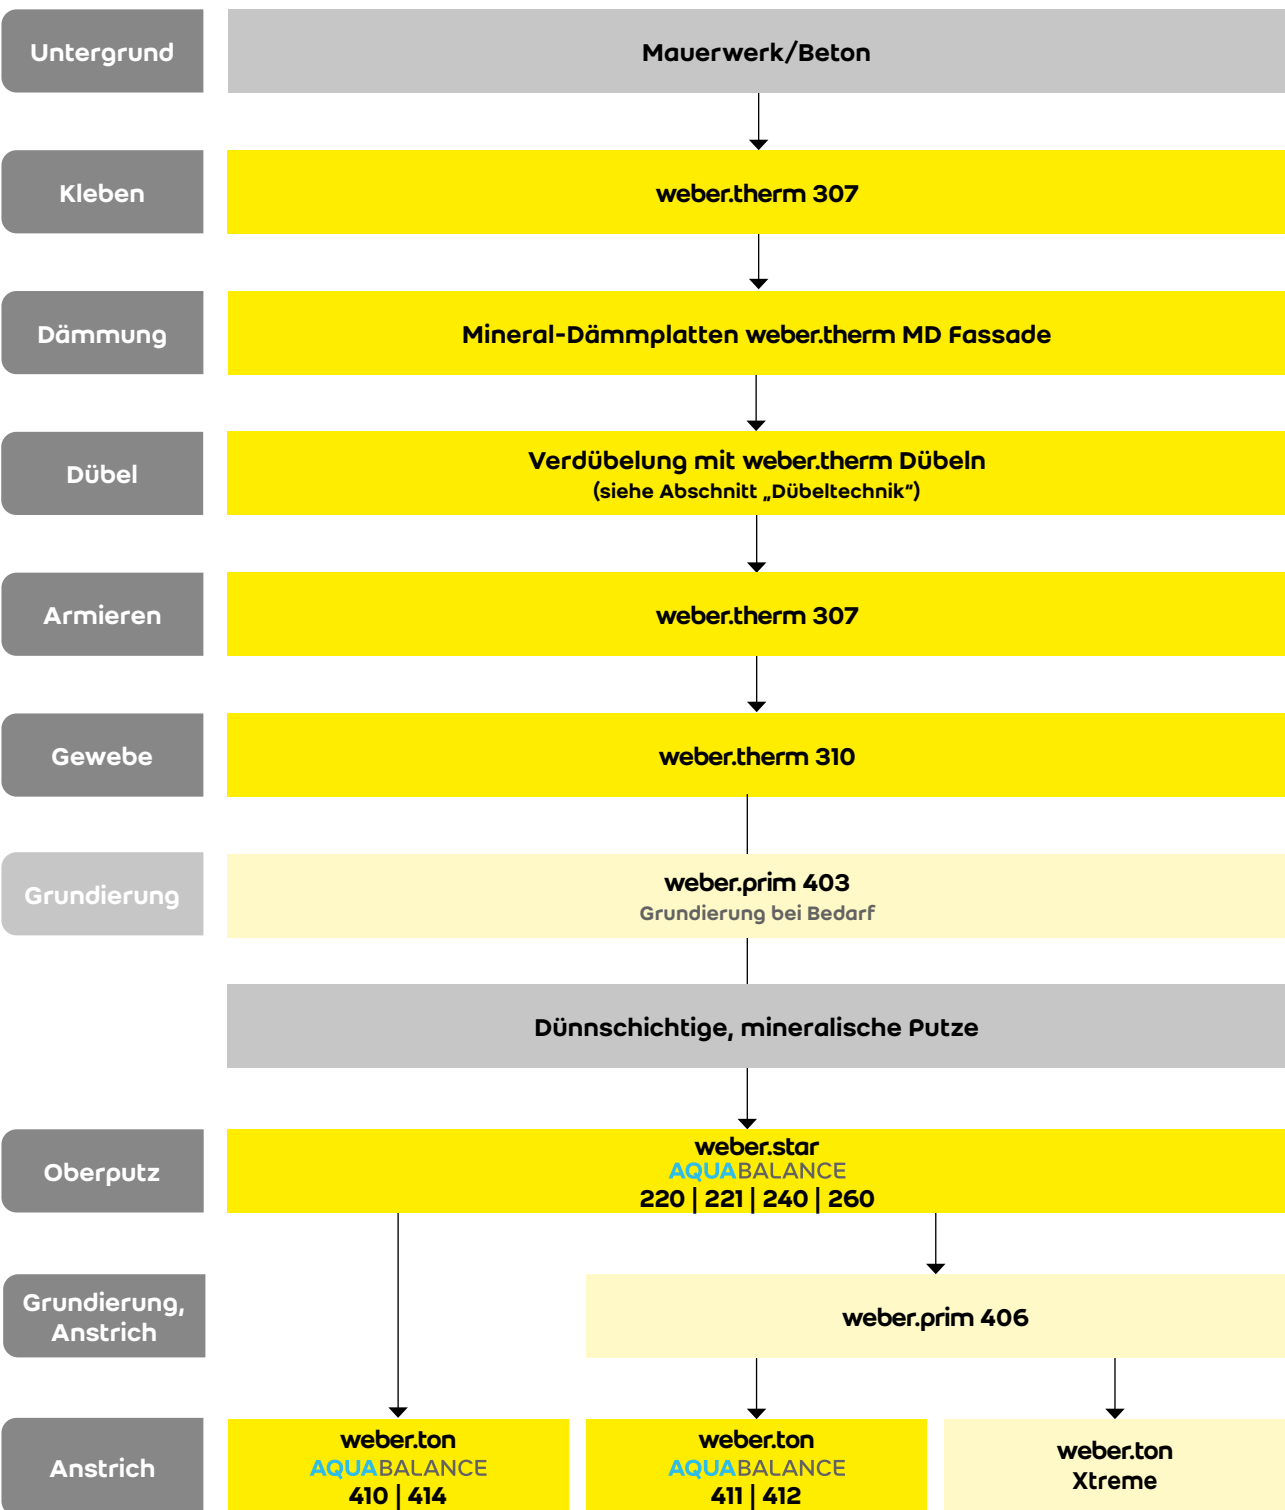 Untergrund
Mauerwerk/Beton
Kleben
weber.therm 307
Dämmung
Mineral-Dämmplatten weber.therm MD Fassade
Dübel
Verdübelung mit weber.therm Dübeln
(siehe Abschnitt „Dübeltechnik“)
Armieren
weber.therm 307
Gewebe
weber.therm 310
Grundierung
weber.prim 403
Grundierung bei Bedarf
Dünnschichtige, mineralische Putze
Oberputz
weber.star
AQUABALANCE
220 | 221 | 240 | 260
Grundierung,
Anstrich
weber.prim 406
Anstrich
weber.ton
AQUABALANCE
410 | 414
weber.ton
AQUABALANCE
411 | 412
weber.ton
Xtreme